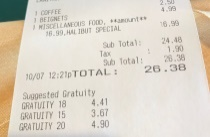 2.50
1 COFFEE 4.99
1 BEIGNETS
1 MISCELLANEOUS FOOD, **amount** 16.99
16.99,HALIBUT SPECIAL
Sub Total: 24.48
Tax : 1.90
Sub Total: 26.38
10/07 12:21pTOTAL: 26.38
Suggested Gratuity
GRATUITY 18 4.41
GRATUITY 15 3.67
GRATUITY 20 4.90